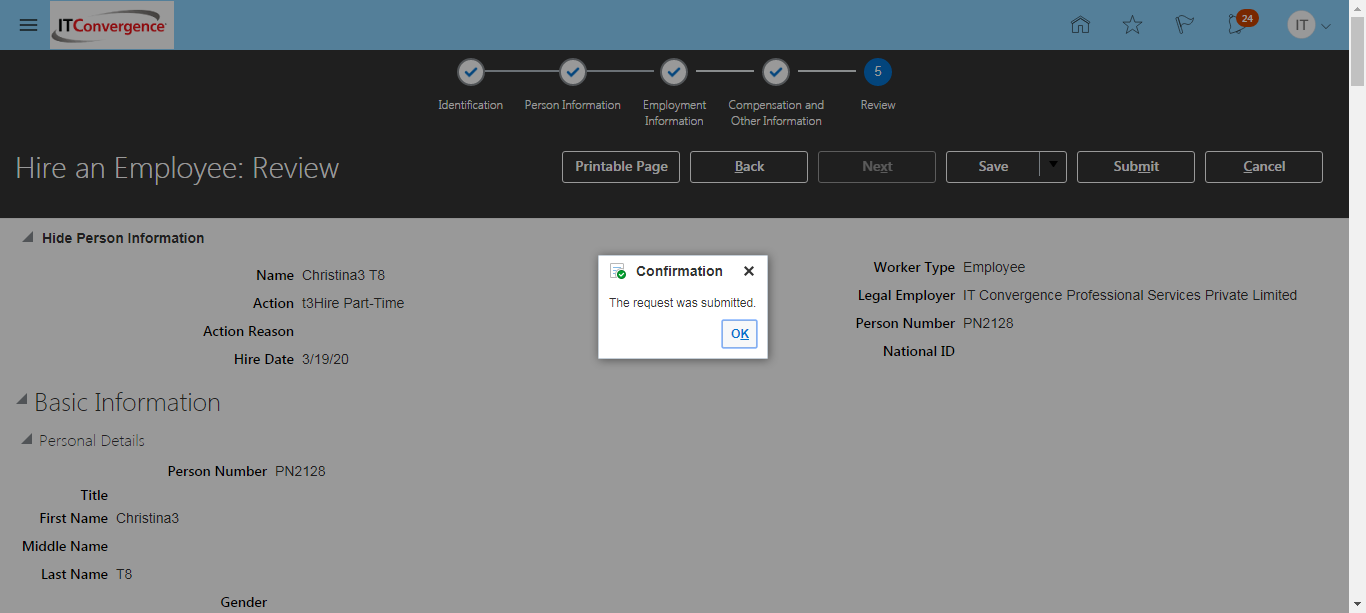 ITConvergence
24
IT
5
Identification
Person Information
Employment
Information
Compensation and
Other Information
Review
Hire an Employee: Review
Printable Page
Back
Next
Save
Submit
Cancel
Hide Person Information
Name Christina3 T8
Action t3Hire Part-Time
Action Reason
Hire Date 3/19/20
Worker Type Employee
Legal Employer IT Convergence Professional Services Private Limited
Person Number PN2128
National ID
Confirmation
The request was submitted.
OK
Basic Information
Personal Details
Person Number PN2128
Title
First Name Christina3
Middle Name
Last Name T8
Gender